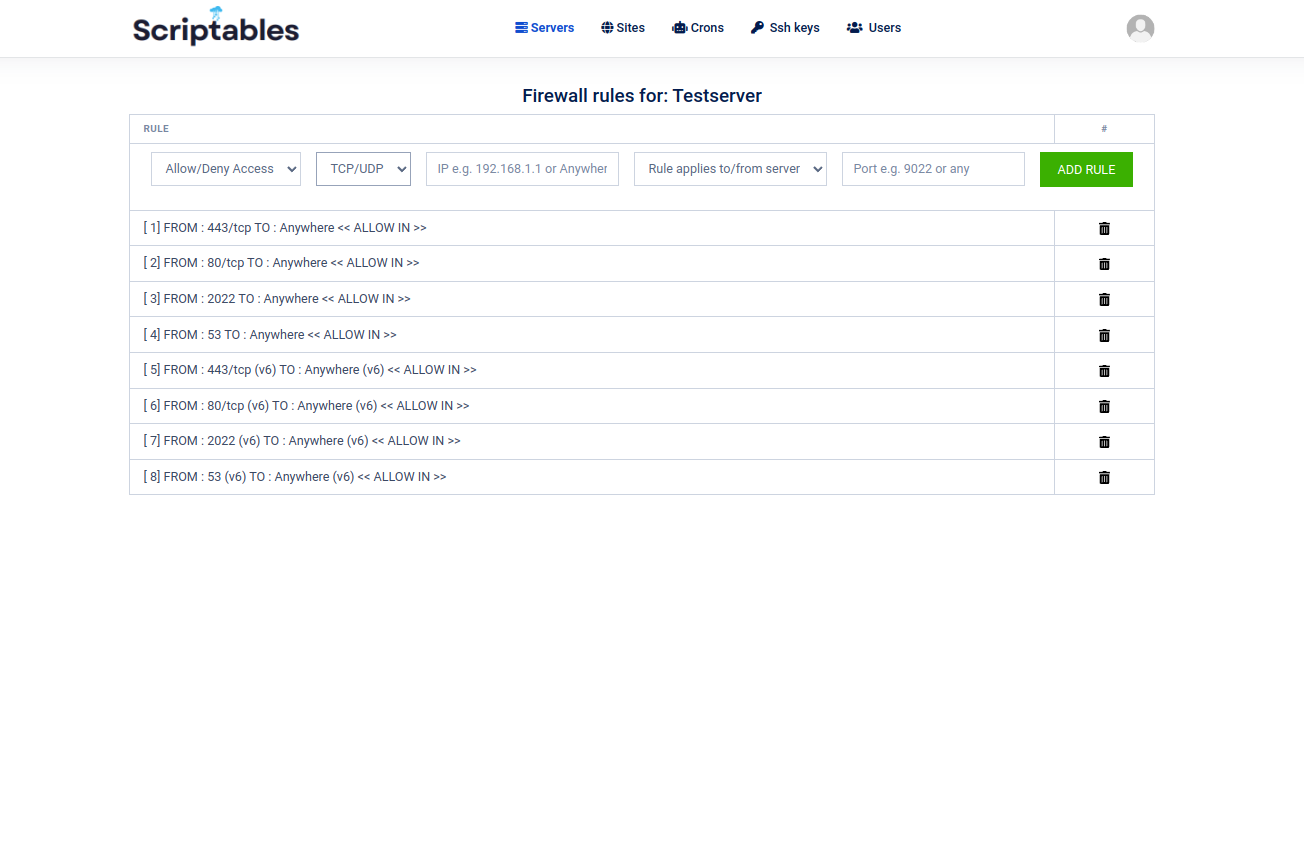 Scriptables
Servers Sites Crons Ssh keys Users
Firewall rules for: Testserver
RULE #
Allow/Deny Access TCP/UDP IP e.g. 192.168.1.1 or Anywher Rule applies to/from server Port e.g. 9022 or any ADD RULE
[ 1] FROM : 443/tcp TO : Anywhere << ALLOW IN >>
[ 2] FROM : 80/tcp TO : Anywhere << ALLOW IN >>
[ 3] FROM : 2022 TO : Anywhere << ALLOW IN >>
[ 4] FROM : 53 TO : Anywhere << ALLOW IN >>
[ 5] FROM : 443/tcp (v6) TO : Anywhere (v6) << ALLOW IN >>
[ 6] FROM : 80/tcp (v6) TO : Anywhere (v6) << ALLOW IN >>
[ 7] FROM : 2022 (v6) TO : Anywhere (v6) << ALLOW IN >>
[ 8] FROM : 53 (v6) TO : Anywhere (v6) << ALLOW IN >>